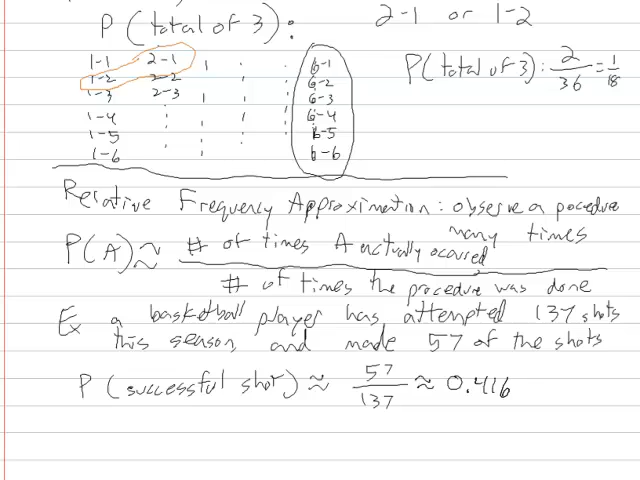 P(total of 3): 2-1 or 1-2
1-1 2-1 6-1
1-2 2-2 6-2
1-3 2-3 6-3
1-4 6-4
1-5 6-5
1-6 6-6
P(total of 3): 2/36 = 1/18
Relative Frequency Approximation: observe a pocedure
many times
P(A) ≈ # of times A actually ocurred
# of times the procedure was done
Ex a basketball player has attempted 137 shots
this season, and made 57 of the shots
P(successful shot) ≈ 57/137 ≈ 0.416